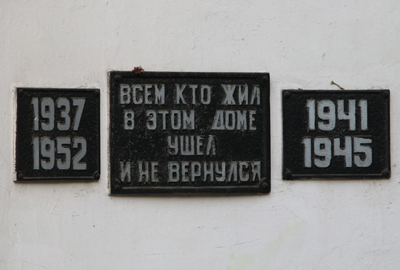 1937
1952
ВСЕМ КТО ЖИЛ
В ЭТОМ ДОМЕ
УШЕЛ
И НЕ ВЕРНУЛСЯ
1941
1945